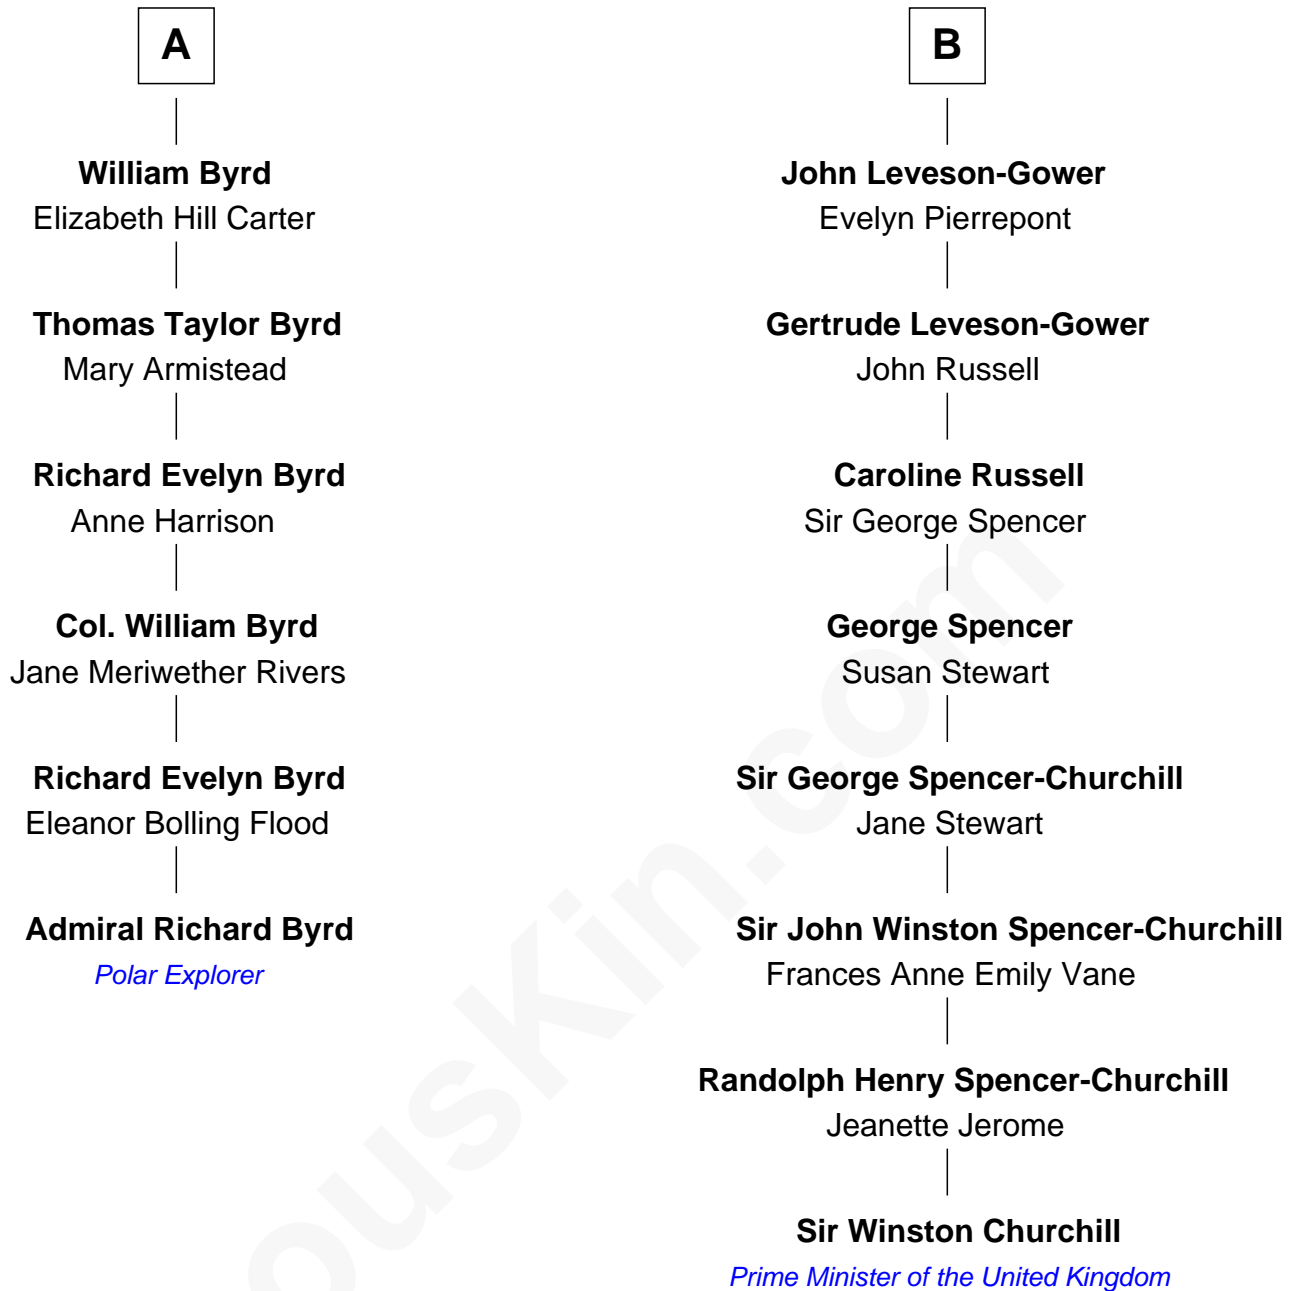 A
William Byrd
Elizabeth Hill Carter
Thomas Taylor Byrd
Mary Armistead
Richard Evelyn Byrd
Anne Harrison
Col. William Byrd
Jane Meriwether Rivers
Richard Evelyn Byrd
Eleanor Bolling Flood
Admiral Richard Byrd
Polar Explorer
B
John Leveson-Gower
Evelyn Pierrepont
Gertrude Leveson-Gower
John Russell
Caroline Russell
Sir George Spencer
George Spencer
Susan Stewart
Sir George Spencer-Churchill
Jane Stewart
Sir John Winston Spencer-Churchill
Frances Anne Emily Vane
Randolph Henry Spencer-Churchill
Jeanette Jerome
Sir Winston Churchill
Prime Minister of the United Kingdom
ousKin.com